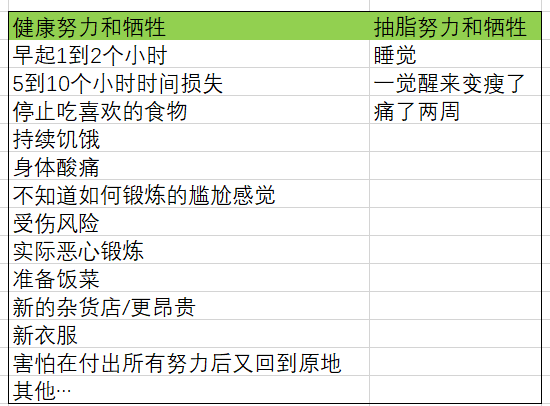 健康努力和牺牲 抽脂努力和牺牲
早起1到2个小时 睡觉
5到10个小时时间损失 一觉醒来变瘦了
停止吃喜欢的食物 痛了两周
持续饥饿
身体酸痛
不知道如何锻炼的尴尬感觉
受伤风险
实际恶心锻炼
准备饭菜
新的杂货店/更昂贵
新衣服
害怕在付出所有努力后又回到原地
其他…